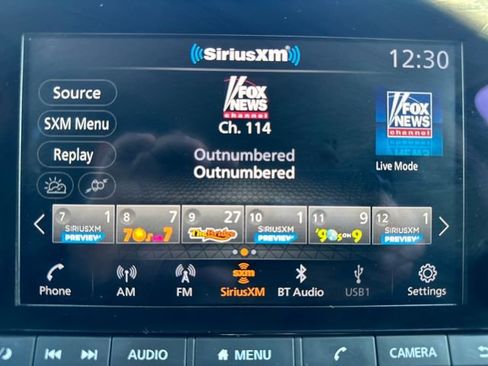 SiriusXM
12:30
Source
SXM Menu
Replay
FOX
NEWS
channel
Ch. 114
Outnumbered
Outnumbered
FOX
NEWS
channel
Live Mode
7 1
SIRIUSXM
PREVIEW
8 7
70s on 7
9 27
The Bridge
10 1
SIRIUSXM
PREVIEW
11 9
'90s ON 9
12 1
SIRIUSXM
PREVIEW
Phone
AM
FM
sxm
SiriusXM
BT Audio
USB1
Settings
AUDIO
MENU
CAMERA